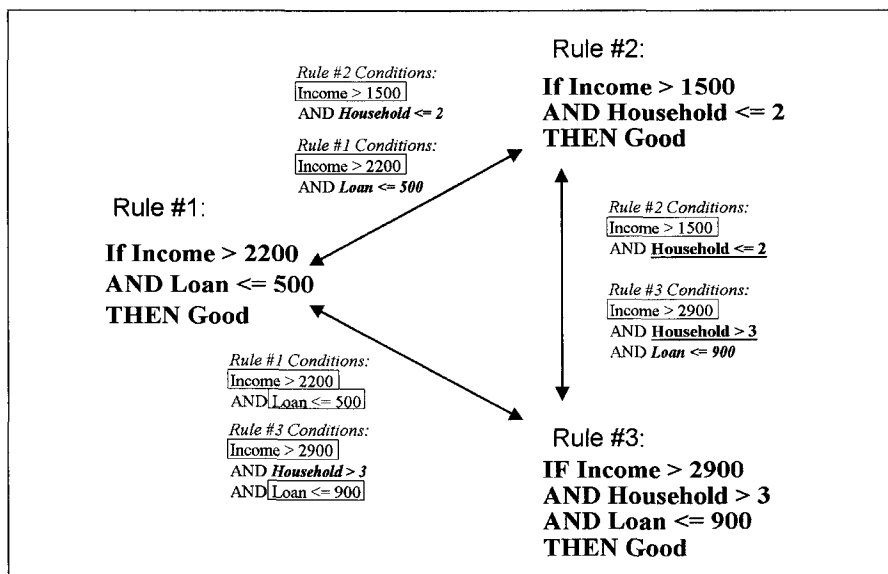 Rule #2:
If Income > 1500
AND Household <= 2
THEN Good
Rule #2 Conditions:
Income > 1500
AND Household <= 2
Rule #1 Conditions:
Income > 2200
AND Loan <= 500
Rule #1:
If Income > 2200
AND Loan <= 500
THEN Good
Rule #2 Conditions:
Income > 1500
AND Household <= 2
Rule #3 Conditions:
Income > 2900
AND Household > 3
AND Loan <= 900
Rule #1 Conditions:
Income > 2200
AND Loan <= 500
Rule #3 Conditions:
Income > 2900
AND Household > 3
AND Loan <= 900
Rule #3:
IF Income > 2900
AND Household > 3
AND Loan <= 900
THEN Good